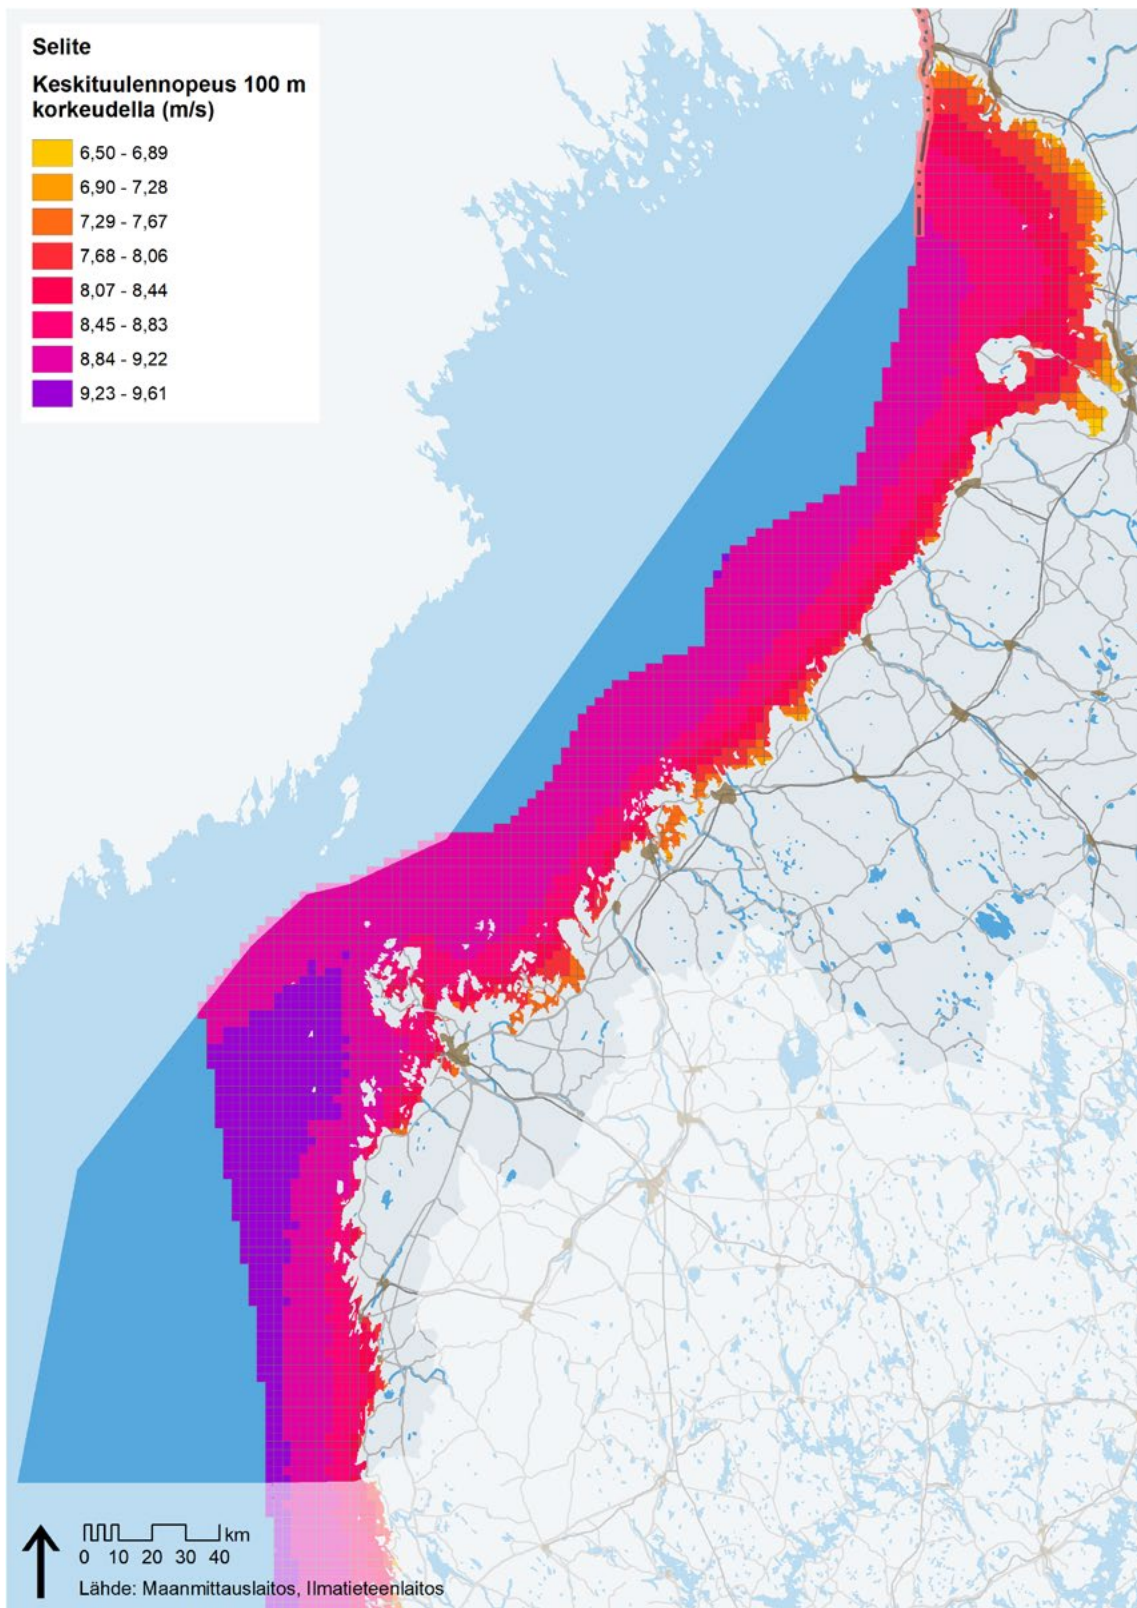 Selite
Keskituulennopeus 100 m
korkeudella (m/s)
6,50 - 6,89
6,90 - 7,28
7,29 - 7,67
7,68 - 8,06
8,07 - 8,44
8,45 - 8,83
8,84 - 9,22
9,23 - 9,61
km
0 10 20 30 40
Lähde: Maanmittauslaitos, Ilmatieteenlaitos